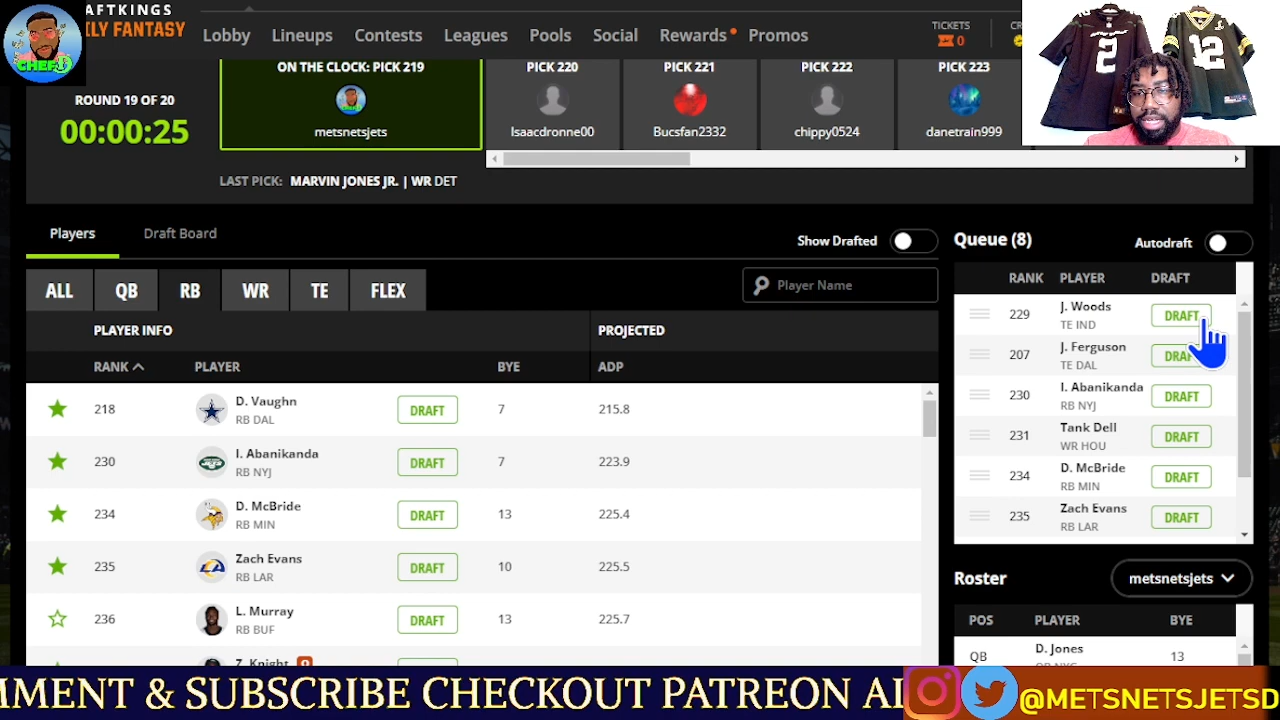 AFTKINGS
ILY FANTASY
CHEF
Lobby
Lineups
Contests
Leagues
Pools
Social
Rewards
Promos
TICKETS
0
ROUND 19 OF 20
00:00:25
ON THE CLOCK: PICK 219
metsnetsjets
PICK 220
Isaacdronne00
PICK 221
Bucsfan2332
PICK 222
chippy0524
PICK 223
danetrain999
2
12
LAST PICK: MARVIN JONES JR. | WR DET
Players
Draft Board
Show Drafted
Queue (8)
Autodraft
ALL
QB
RB
WR
TE
FLEX
Player Name
PLAYER INFO
PROJECTED
RANK
PLAYER
BYE
ADP
218
D. Vaughn
RB DAL
DRAFT
7
215.8
230
I. Abanikanda
RB NYJ
DRAFT
7
223.9
234
D. McBride
RB MIN
DRAFT
13
225.4
235
Zach Evans
RB LAR
DRAFT
10
225.5
236
L. Murray
RB BUF
DRAFT
13
225.7
Z. Knight
RANK
PLAYER
DRAFT
229
J. Woods
TE IND
DRAFT
207
J. Ferguson
TE DAL
DRA
230
I. Abanikanda
RB NYJ
DRAFT
231
Tank Dell
WR HOU
DRAFT
234
D. McBride
RB MIN
DRAFT
235
Zach Evans
RB LAR
DRAFT
Roster
metsnetsjets
POS
PLAYER
BYE
QB
D. Jones
13
MMENT & SUBSCRIBE CHECKOUT PATREON AL
@METSNETSJETSD